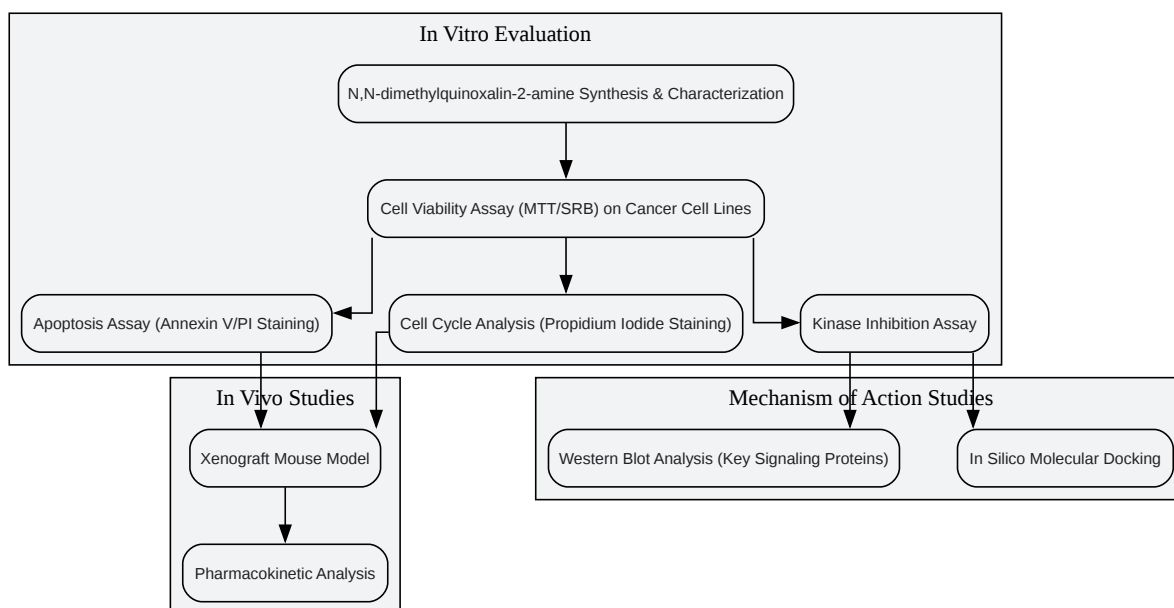 In Vitro Evaluation
N,N-dimethylquinoxalin-2-amine Synthesis & Characterization
Cell Viability Assay (MTT/SRB) on Cancer Cell Lines
Apoptosis Assay (Annexin V/PI Staining)
Cell Cycle Analysis (Propidium Iodide Staining)
Kinase Inhibition Assay
In Vivo Studies
Mechanism of Action Studies
Xenograft Mouse Model
Western Blot Analysis (Key Signaling Proteins)
In Silico Molecular Docking
Pharmacokinetic Analysis